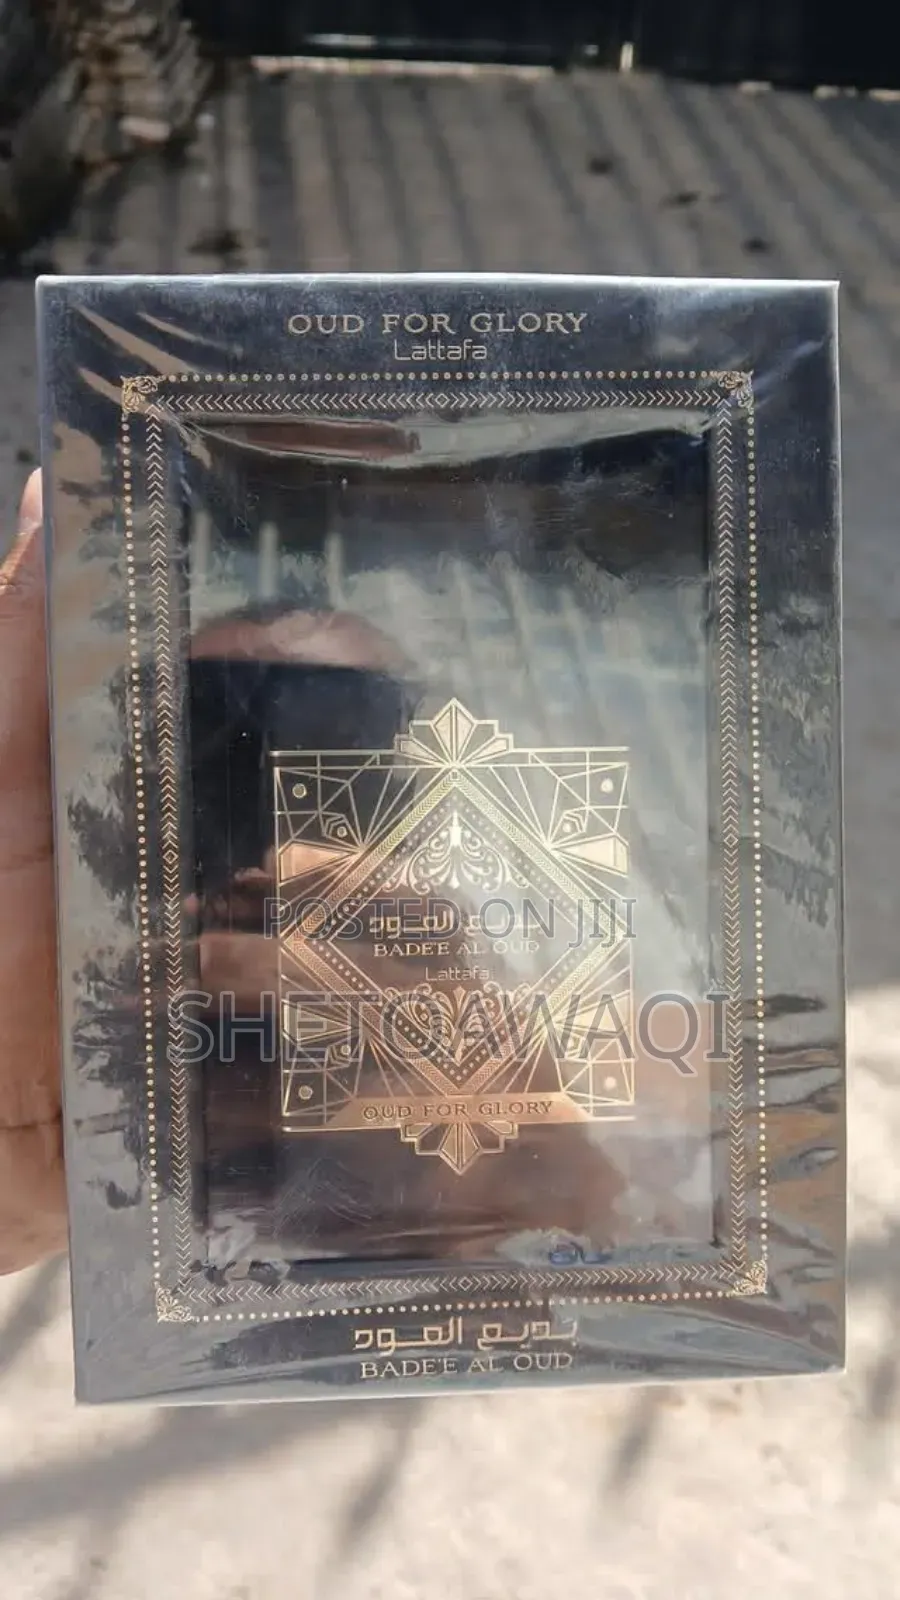 OUD FOR GLORY
Lattafa
بديع العود
BADE'E AL OUD
Lattafa
OUD FOR GLORY
بديع العود
BADE'E AL OUD
POSTED ON JIJI
SHETOAWAQI